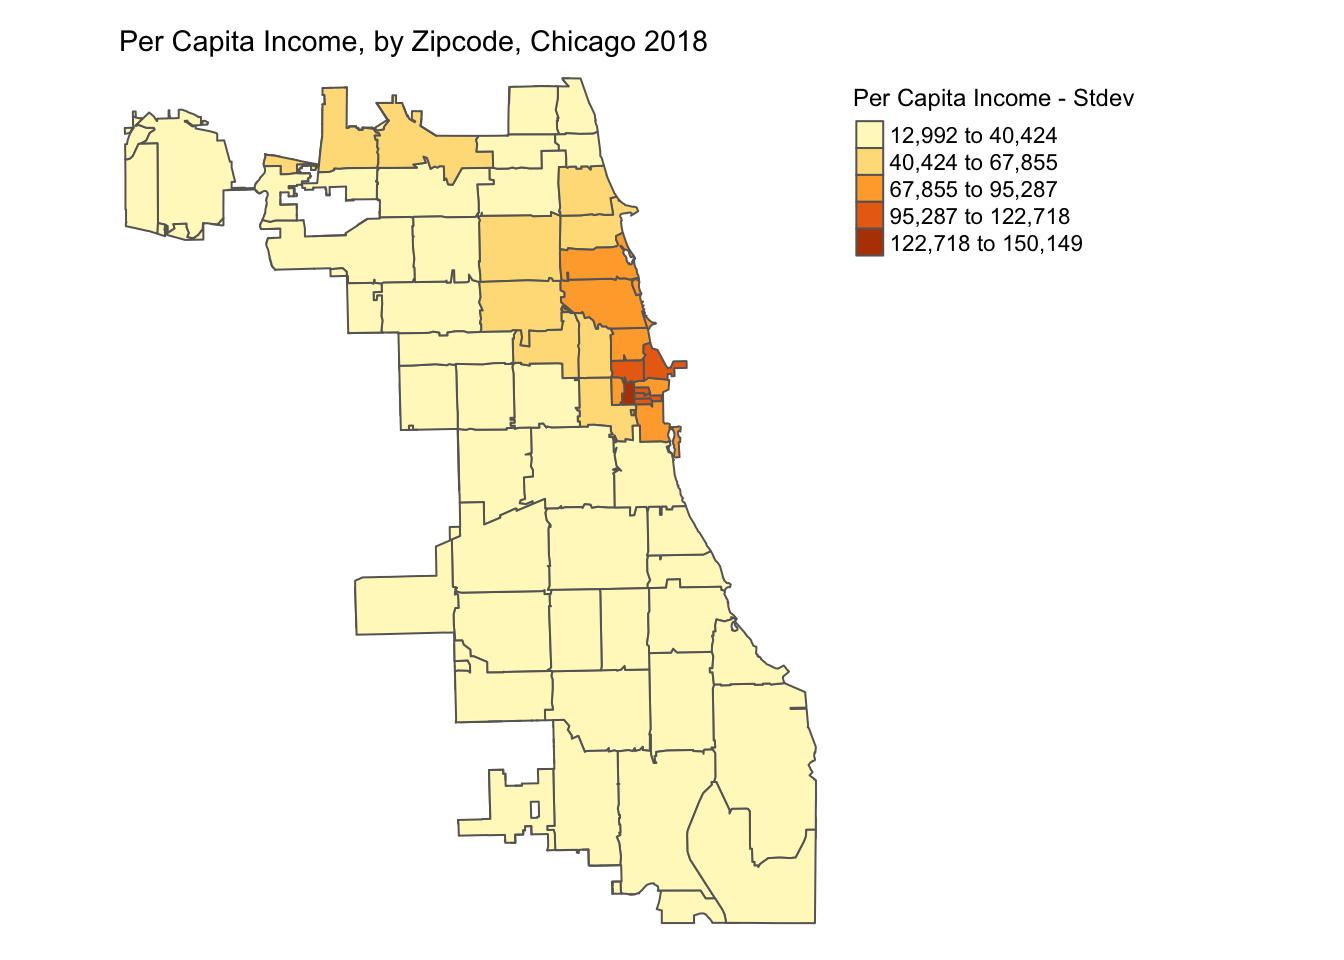 Per Capita Income, by Zipcode, Chicago 2018
Per Capita Income - Stdev
12,992 to 40,424
40,424 to 67,855
67,855 to 95,287
95,287 to 122,718
122,718 to 150,149